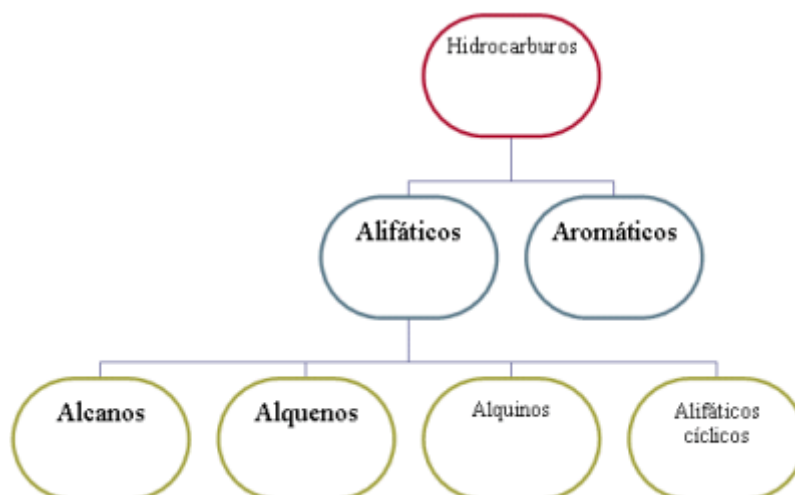 Hidrocarburos
Alifáticos
Aromáticos
Alcanos
Alquenos
Alquinos
Alifáticos
cíclicos